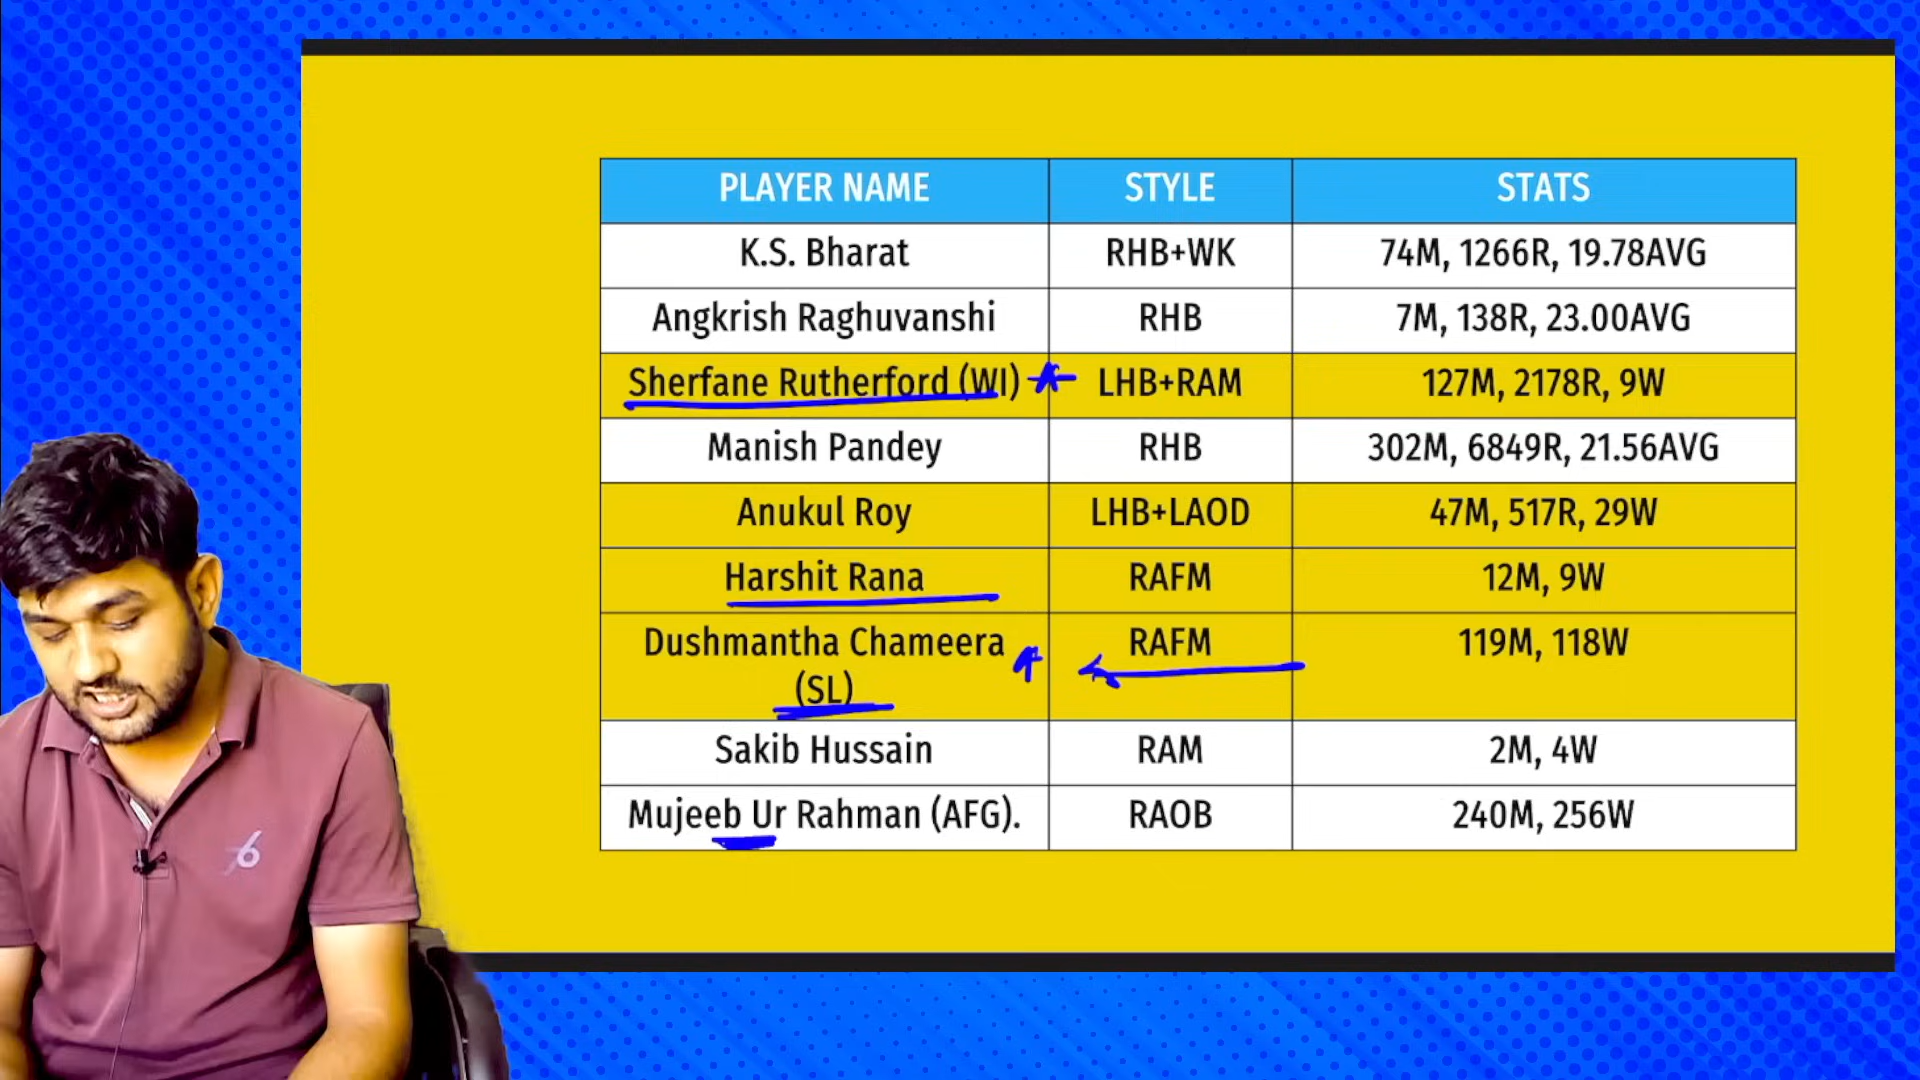 PLAYER NAME STYLE STATS
K.S. Bharat RHB+WK 74M, 1266R, 19.78AVG
Angkrish Raghuvanshi RHB 7M, 138R, 23.00AVG
Sherfane Rutherford (WI) LHB+RAM 127M, 2178R, 9W
Manish Pandey RHB 302M, 6849R, 21.56AVG
Anukul Roy LHB+LAOD 47M, 517R, 29W
Harshit Rana RAFM 12M, 9W
Dushmantha Chameera RAFM 119M, 118W
(SL)
Sakib Hussain RAM 2M, 4W
Mujeeb Ur Rahman (AFG). RAOB 240M, 256W